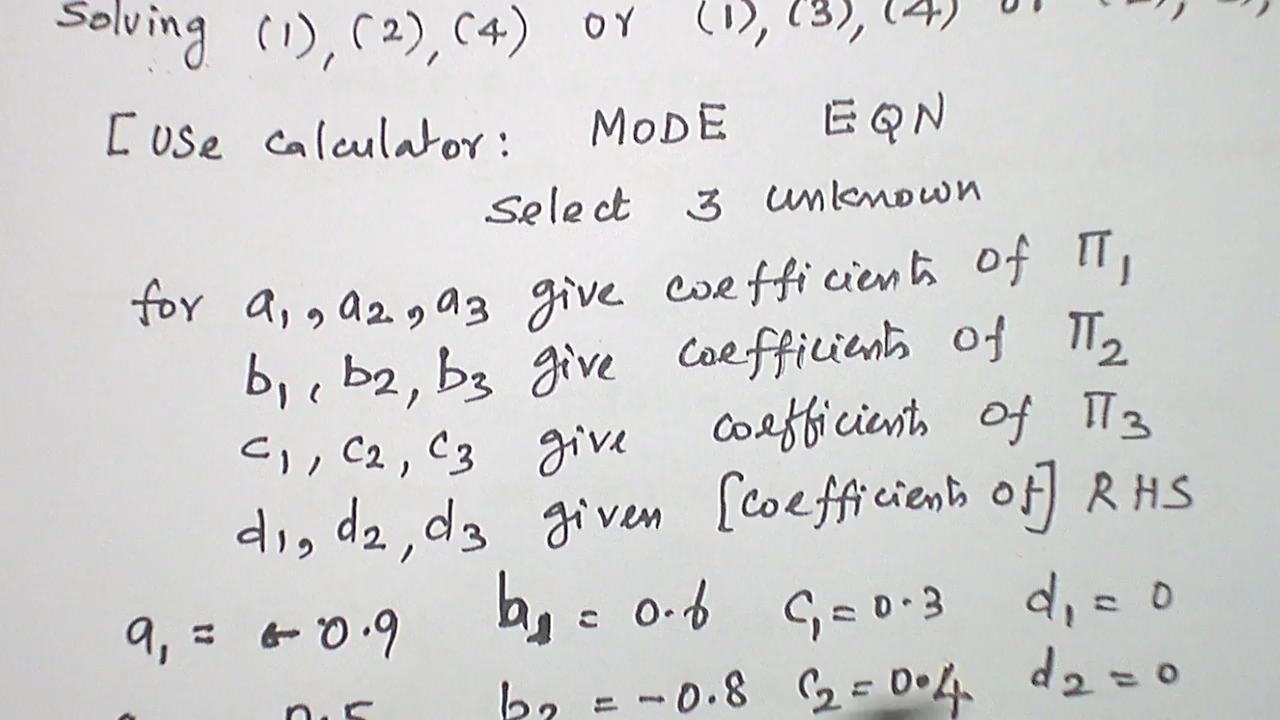 Solving (1), (2), (4) or (1), (3), (4) or
[ Use calculator: MODE EQN
Select 3 unknown
for a1, a2, a3 give coefficients of π1
b1, b2, b3 give coefficients of π2
c1, c2, c3 give coefficients of π3
d1, d2, d3 given [coefficients of] RHS
a1 = -0.9 b1 = 0.6 c1 = 0.3 d1 = 0
0.5 b2 = -0.8 c2 = 0.4 d2 = 0